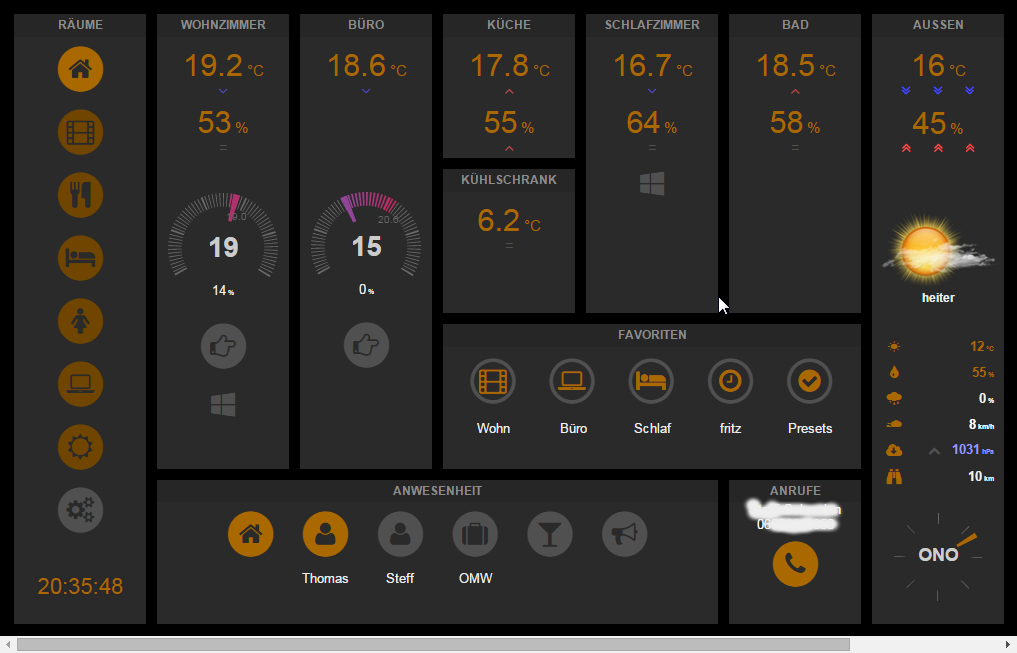 RÄUME
20:35:48
WOHNZIMMER
19.2 °C
53 %
19.0
19
14 %
BÜRO
18.6 °C
20.0
15
0 %
KÜCHE
17.8 °C
55 %
KÜHLSCHRANK
6.2 °C
SCHLAFZIMMER
16.7 °C
64 %
BAD
18.5 °C
58 %
FAVORITEN
Wohn Büro Schlaf fritz Presets
ANWESENHEIT
Thomas Steff OMW
ANRUFE
AUSSEN
16 °C
45 %
heiter
12 °C
55 %
0 %
8 km/h
1031 hPa
10 km
ONO